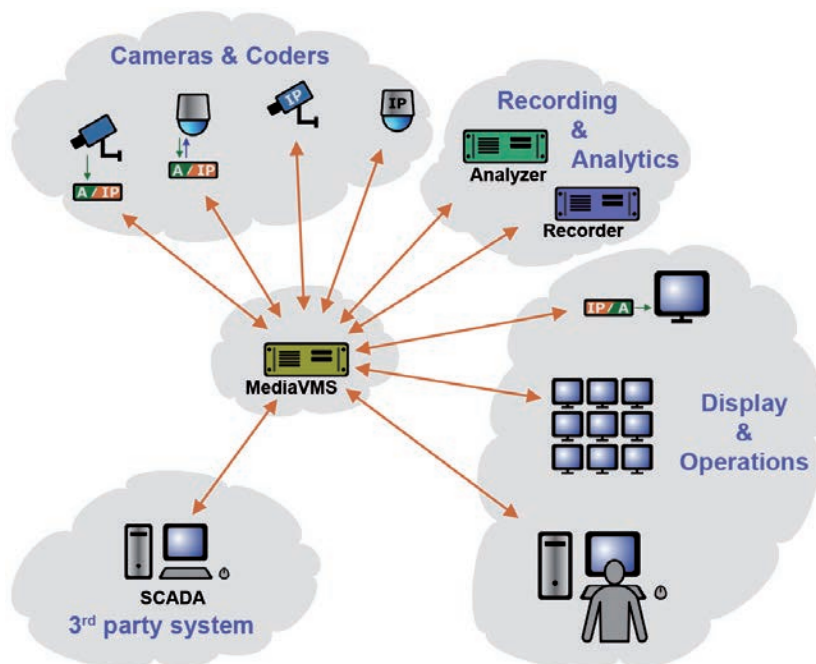 Cameras & Coders
IP
IP
A / IP
A / IP
Recording
&
Analytics
Analyzer
Recorder
IP / A
MediaVMS
Display
&
Operations
SCADA
3rd party system